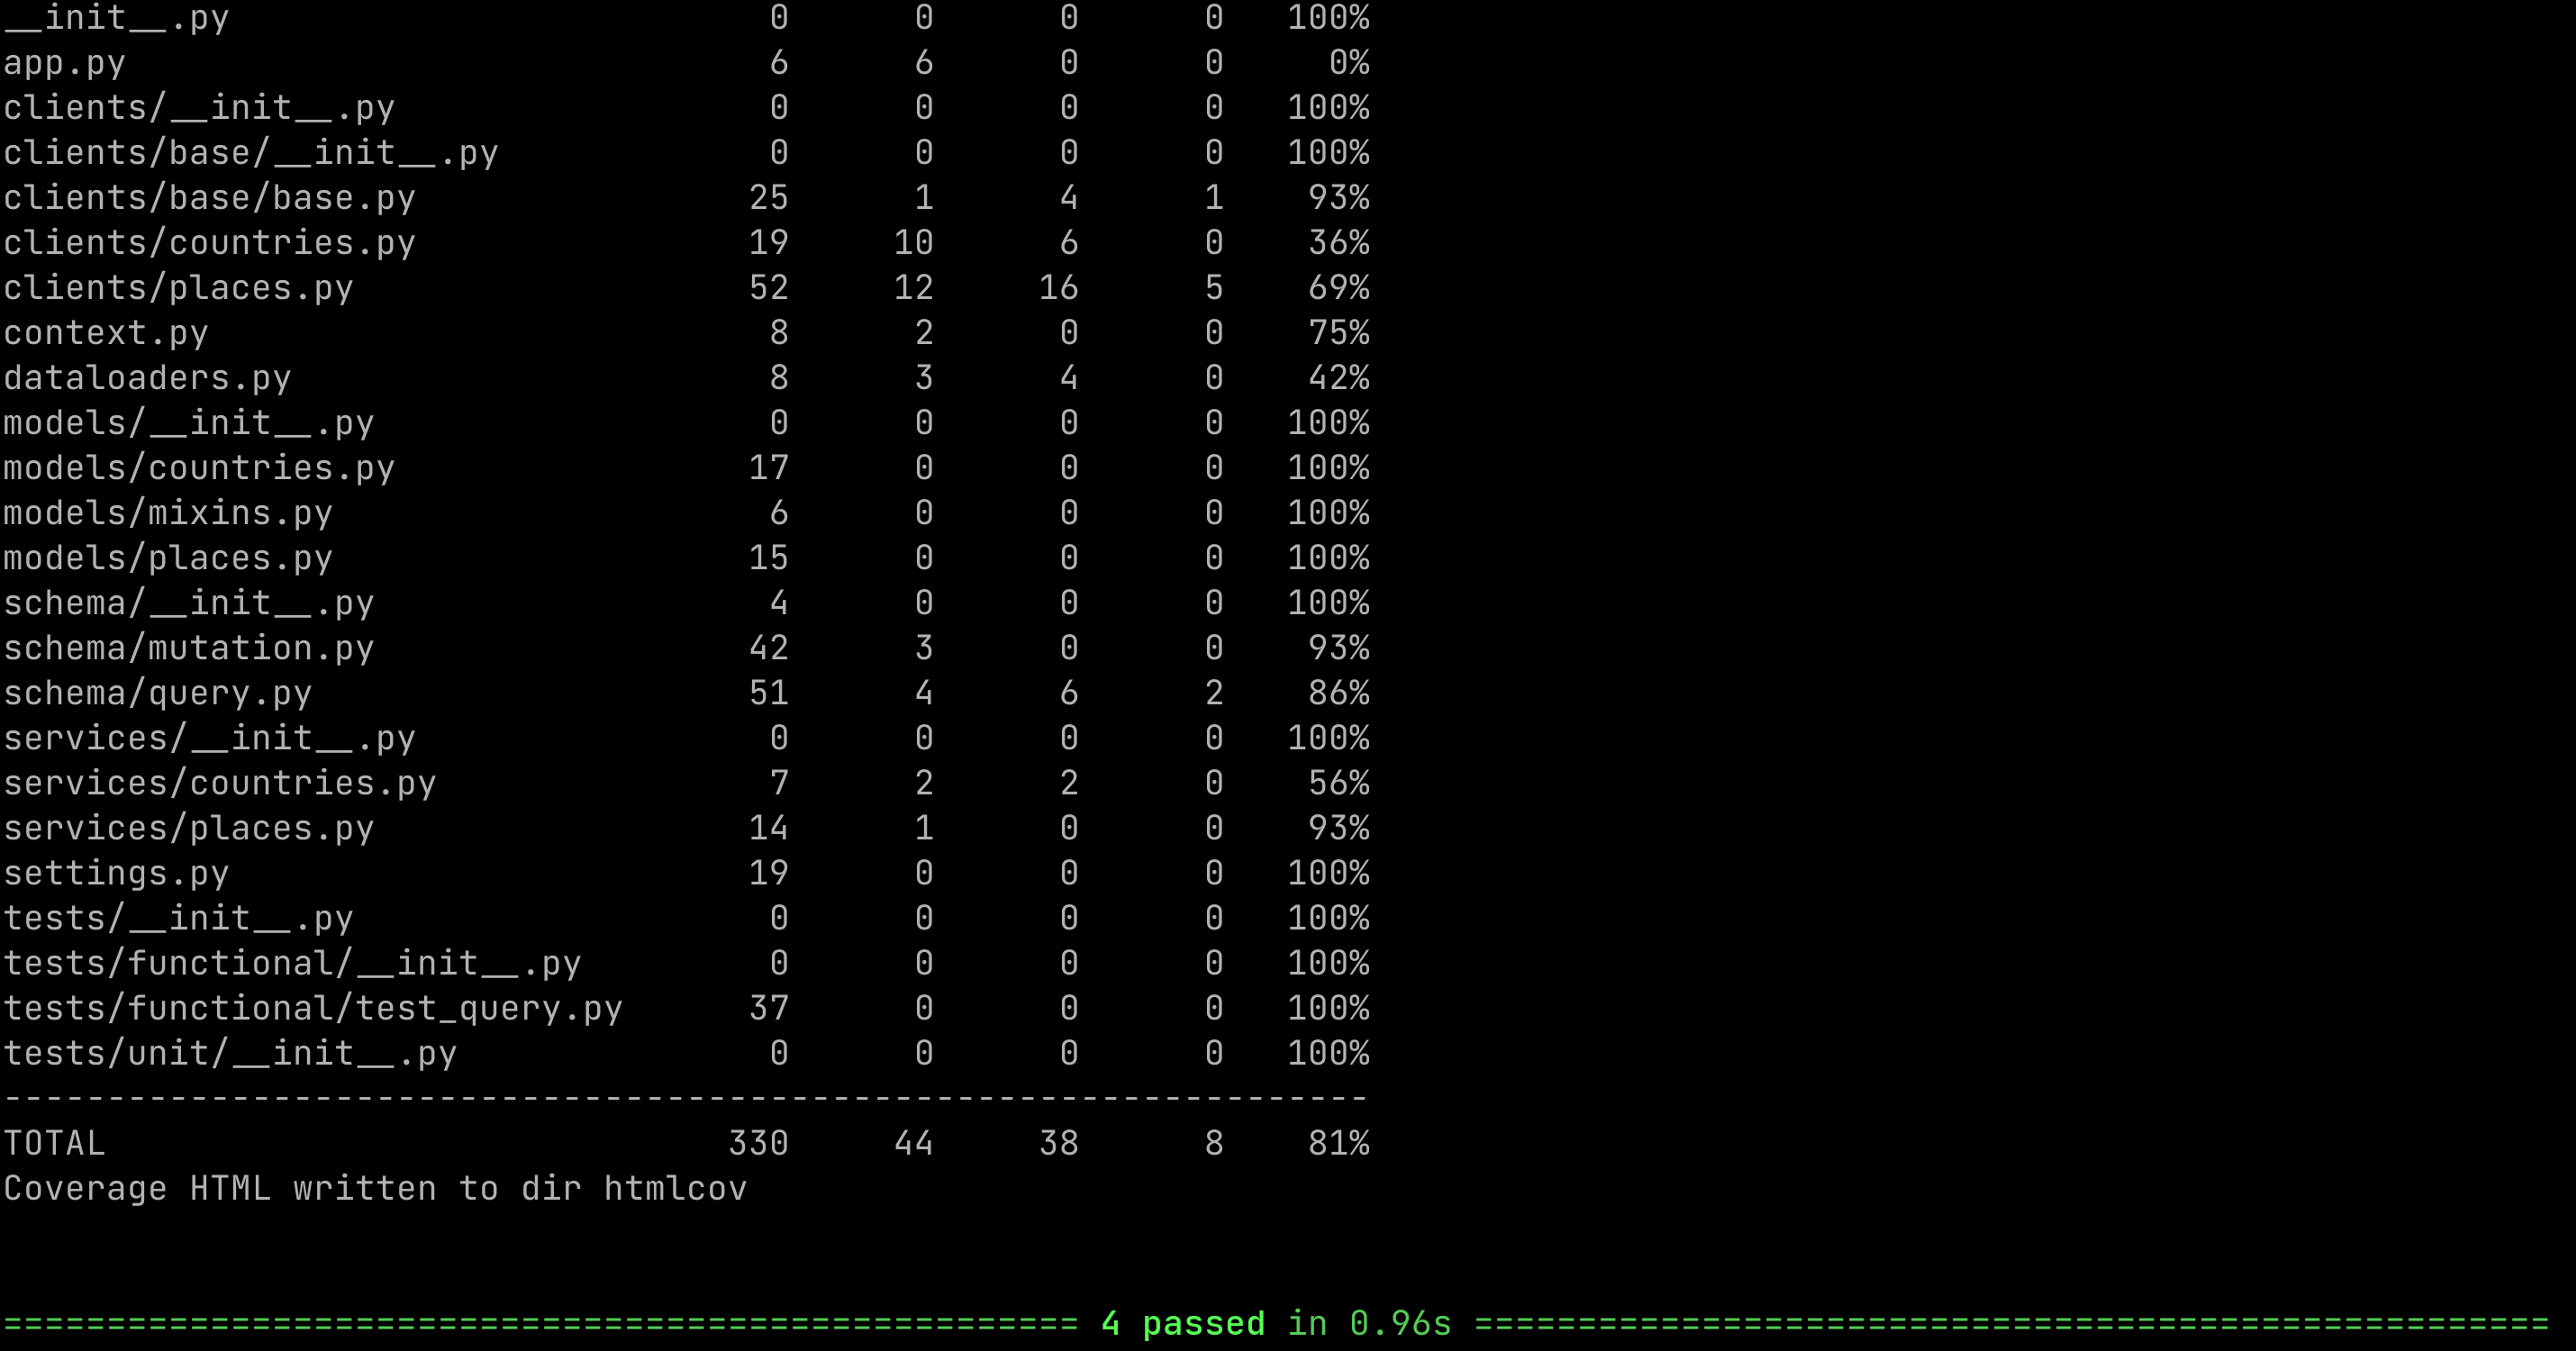 __init__.py 0 0 0 0 100%
app.py 6 6 0 0 0%
clients/__init__.py 0 0 0 0 100%
clients/base/__init__.py 0 0 0 0 100%
clients/base/base.py 25 1 4 1 93%
clients/countries.py 19 10 6 0 36%
clients/places.py 52 12 16 5 69%
context.py 8 2 0 0 75%
dataloaders.py 8 3 4 0 42%
models/__init__.py 0 0 0 0 100%
models/countries.py 17 0 0 0 100%
models/mixins.py 6 0 0 0 100%
models/places.py 15 0 0 0 100%
schema/__init__.py 4 0 0 0 100%
schema/mutation.py 42 3 0 0 93%
schema/query.py 51 4 6 2 86%
services/__init__.py 0 0 0 0 100%
services/countries.py 7 2 2 0 56%
services/places.py 14 1 0 0 93%
settings.py 19 0 0 0 100%
tests/__init__.py 0 0 0 0 100%
tests/functional/__init__.py 0 0 0 0 100%
tests/functional/test_query.py 37 0 0 0 100%
tests/unit/__init__.py 0 0 0 0 100%
------------------------------------------------------------------
TOTAL 330 44 38 8 81%
Coverage HTML written to dir htmlcov
==================================================== 4 passed in 0.96s ====================================================